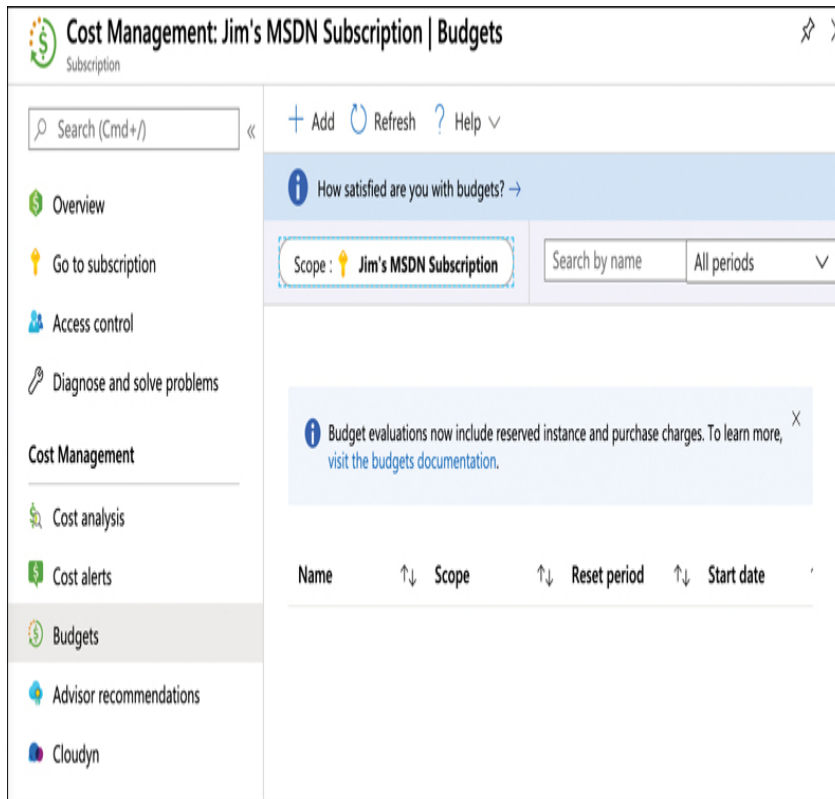 Cost Management: Jim's MSDN Subscription | Budgets
Subscription
Search (Cmd+/)
«
Overview
Go to subscription
Access control
Diagnose and solve problems
Cost Management
Cost analysis
Cost alerts
Budgets
Advisor recommendations
Cloudyn
+ Add Refresh ? Help
How satisfied are you with budgets? →
Scope : Jim's MSDN Subscription
Search by name
All periods
Budget evaluations now include reserved instance and purchase charges. To learn more,
visit the budgets documentation.
Name ↑↓ Scope ↑↓ Reset period ↑↓ Start date